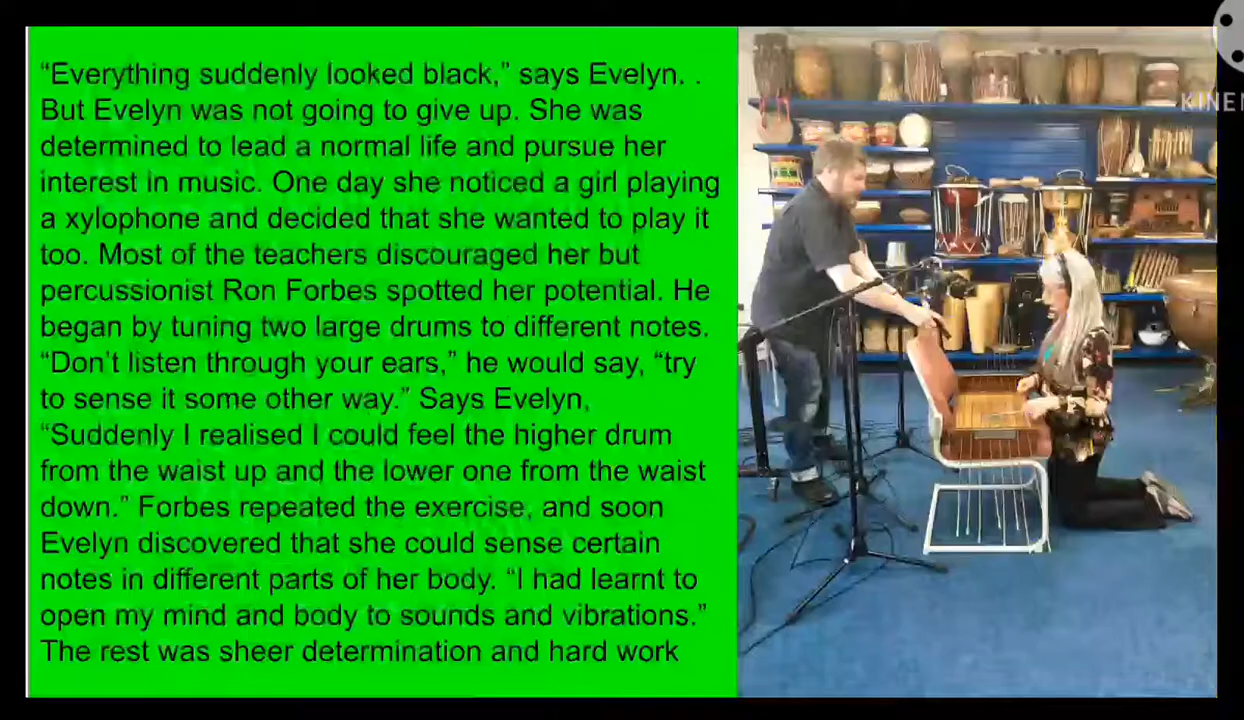 “Everything suddenly looked black,” says Evelyn. .
But Evelyn was not going to give up. She was
determined to lead a normal life and pursue her
interest in music. One day she noticed a girl playing
a xylophone and decided that she wanted to play it
too. Most of the teachers discouraged her but
percussionist Ron Forbes spotted her potential. He
began by tuning two large drums to different notes.
“Don’t listen through your ears,” he would say, “try
to sense it some other way.” Says Evelyn,
“Suddenly I realised I could feel the higher drum
from the waist up and the lower one from the waist
down.” Forbes repeated the exercise, and soon
Evelyn discovered that she could sense certain
notes in different parts of her body. “I had learnt to
open my mind and body to sounds and vibrations.”
The rest was sheer determination and hard work
KINEM